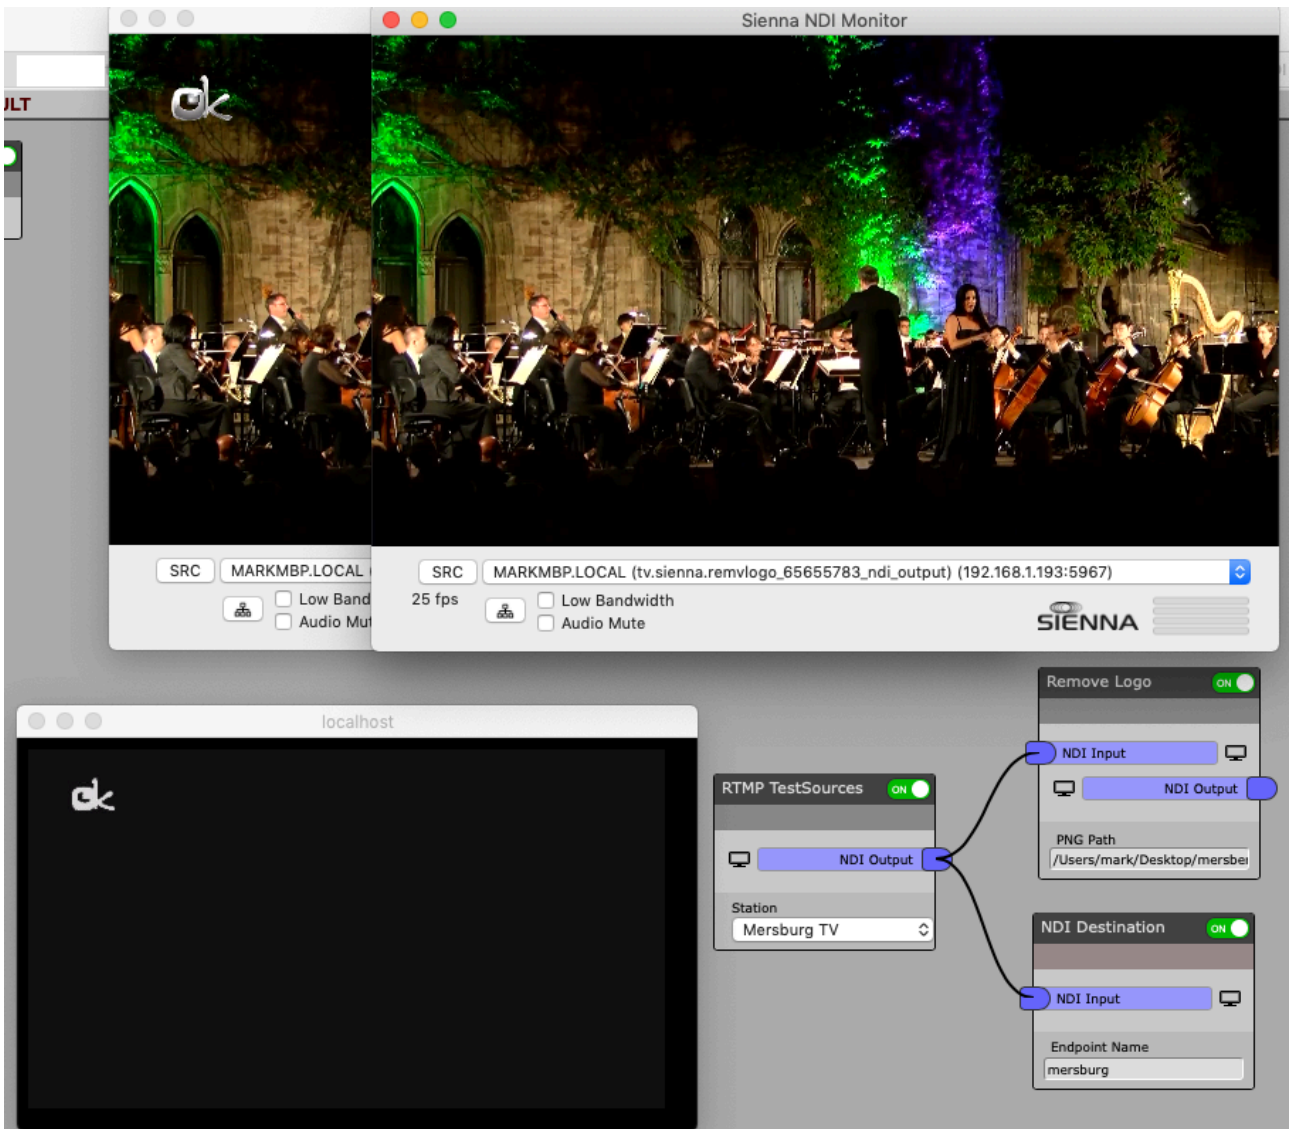 Sienna NDI Monitor
ULT
ok
SRC MARKMBP.LOCAL (
Low Band
Audio Mut
SRC MARKMBP.LOCAL (tv.sienna.remvlogo_65655783_ndi_output) (192.168.1.193:5967)
25 fps
Low Bandwidth
Audio Mute
SIENNA
localhost
ok
RTMP TestSources ON
NDI Output
Station
Mersburg TV
Remove Logo ON
NDI Input
NDI Output
PNG Path
/Users/mark/Desktop/mersber
NDI Destination ON
NDI Input
Endpoint Name
mersburg